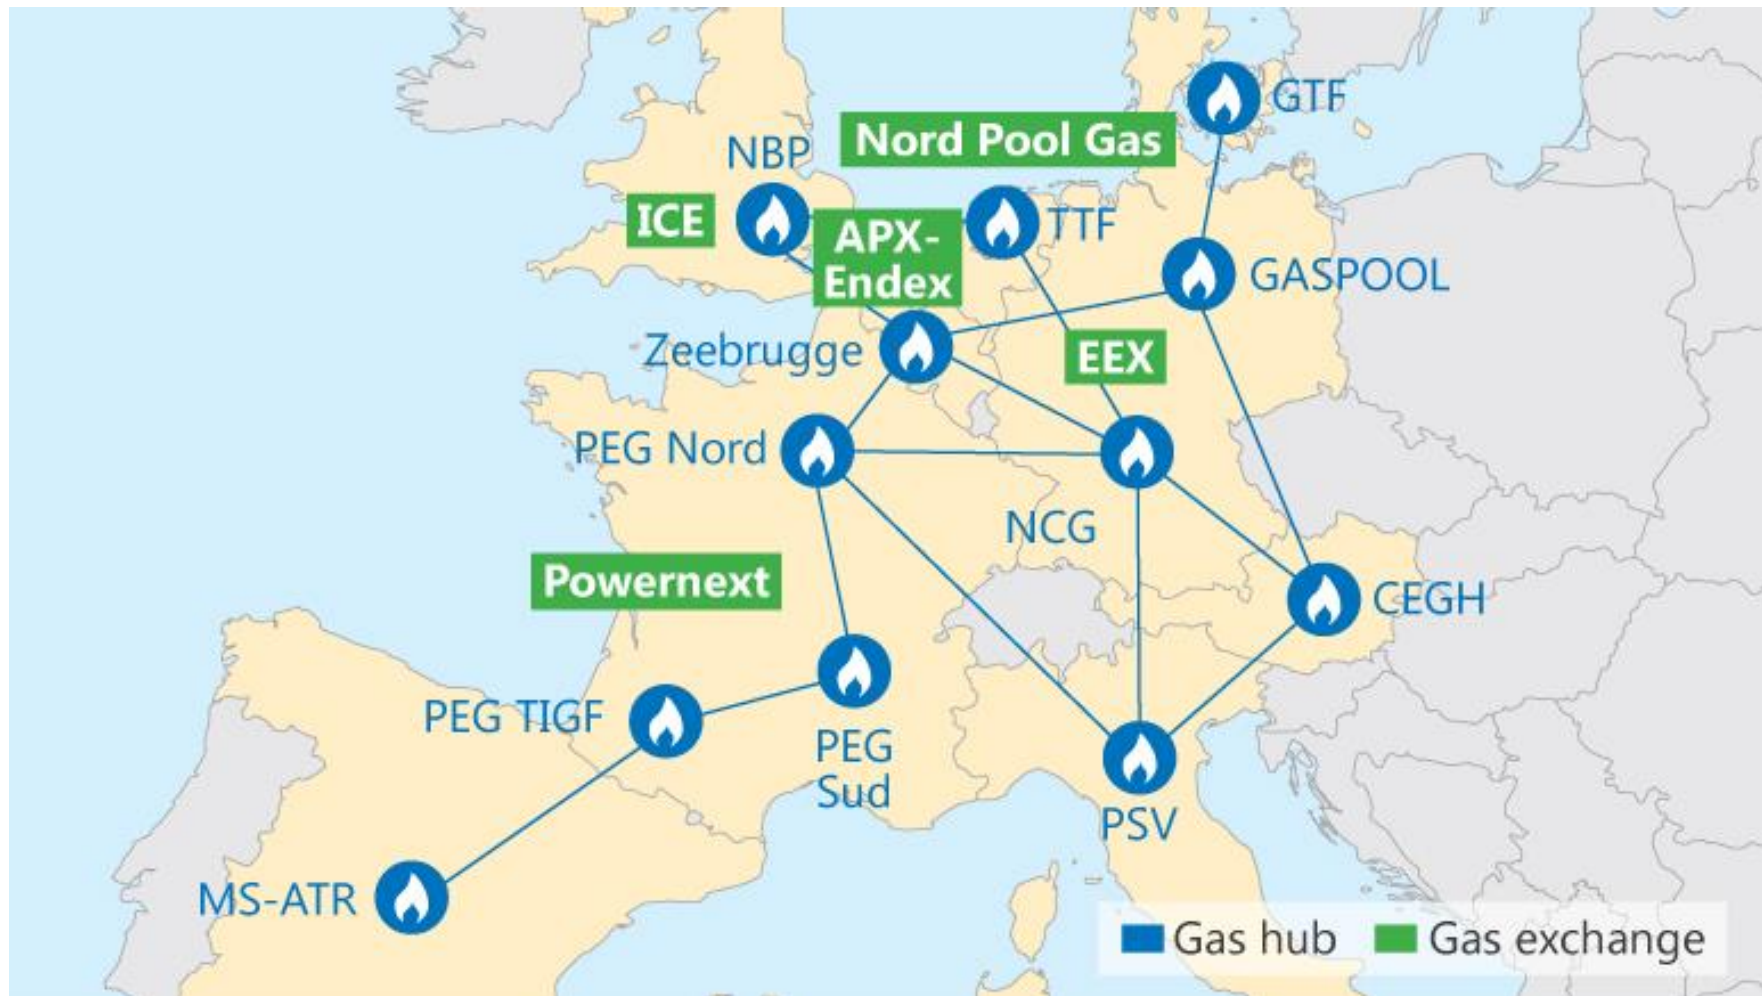 GTF
Nord Pool Gas
NBP
ICE
APX-
Endex
TTF
GASPOOL
Zeebrugge
EEX
PEG Nord
NCG
Powernext
CEGH
PEG TIGF
PEG
Sud
PSV
MS-ATR
Gas hub
Gas exchange